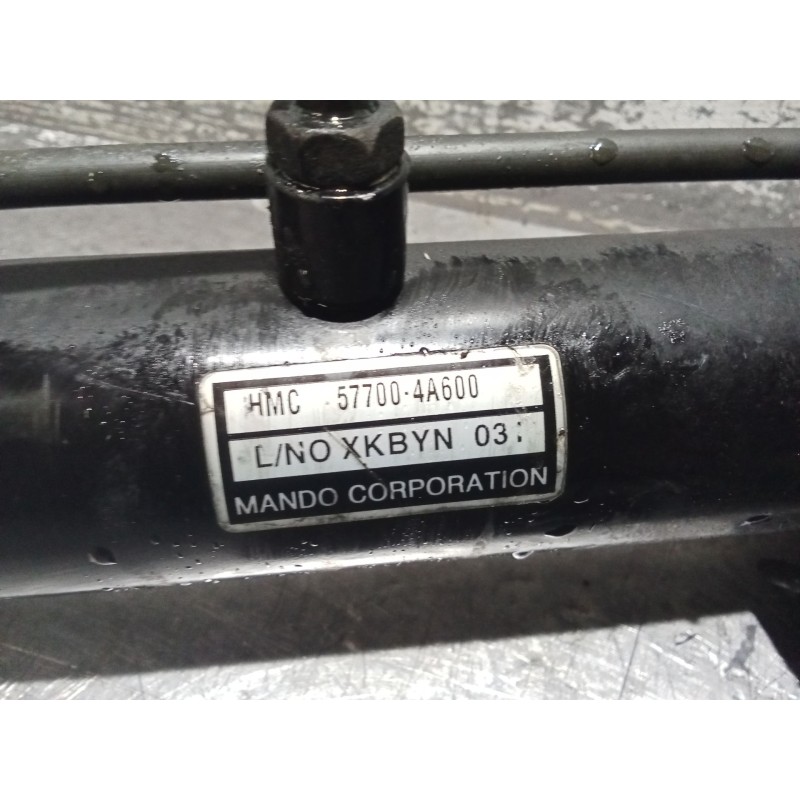 HMC 57700-4A600
L/NO XKBYN 03
MANDO CORPORATION